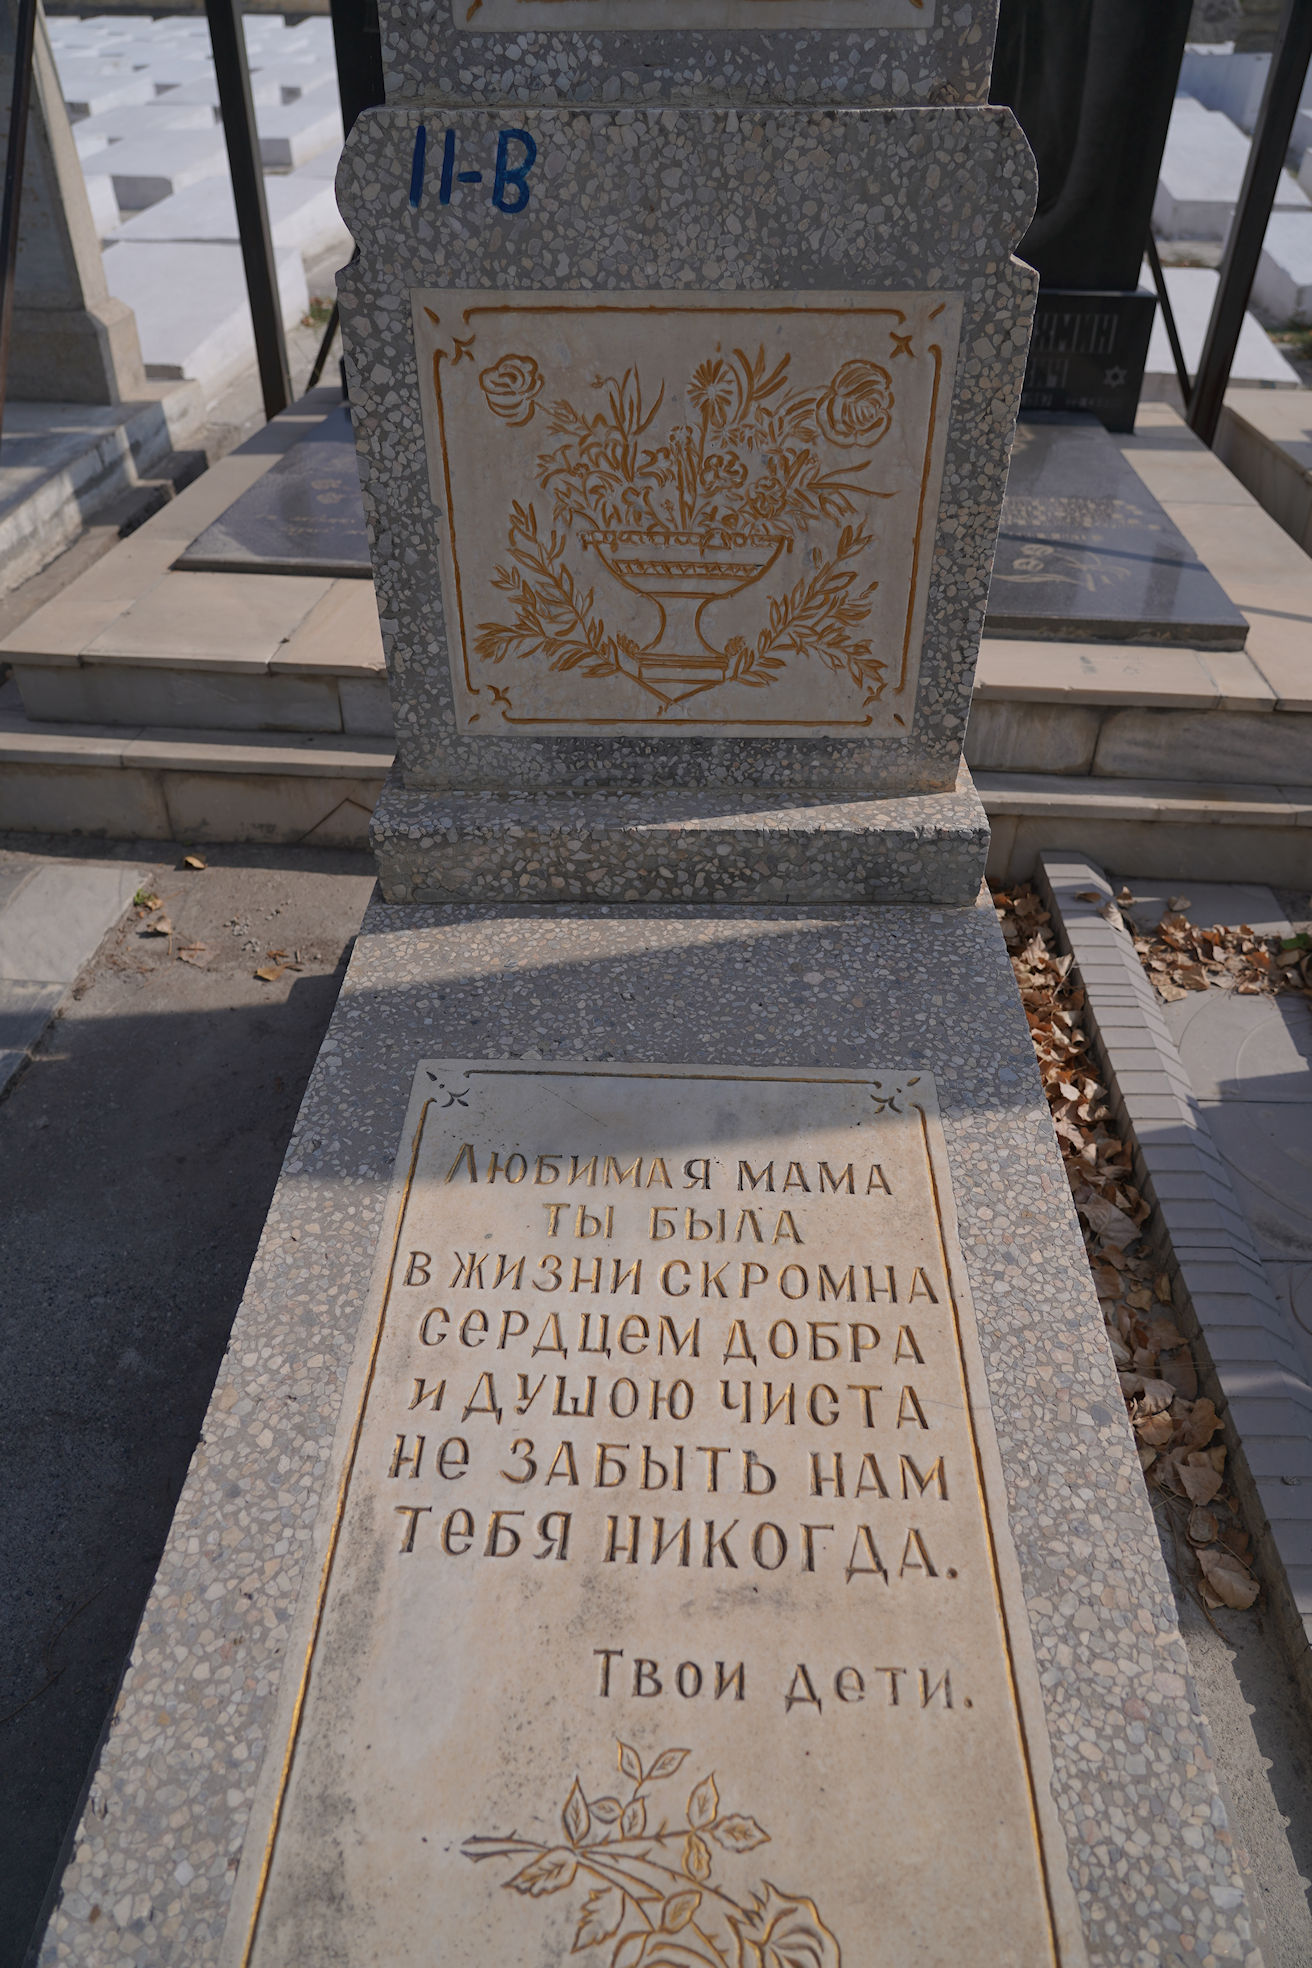 11-В
Любимая мама
ты была
в жизни скромна
сердцем добра
и душою чиста
не забыть нам
тебя никогда.
Твои дети.